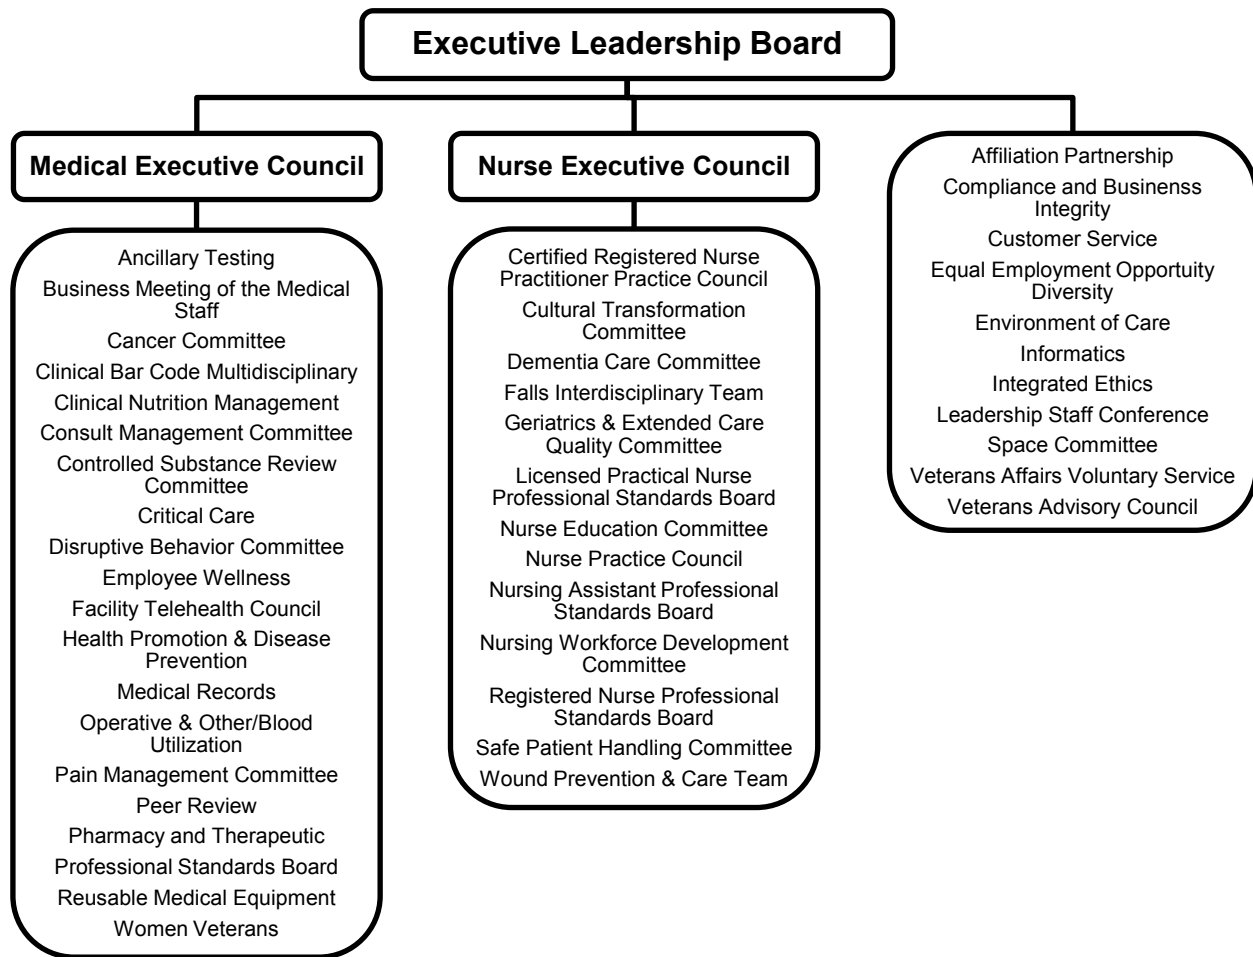 Executive Leadership Board
Medical Executive Council
Ancillary Testing
Business Meeting of the Medical
Staff
Cancer Committee
Clinical Bar Code Multidisciplinary
Clinical Nutrition Management
Consult Management Committee
Controlled Substance Review
Committee
Critical Care
Disruptive Behavior Committee
Employee Wellness
Facility Telehealth Council
Health Promotion & Disease
Prevention
Medical Records
Operative & Other/Blood
Utilization
Pain Management Committee
Peer Review
Pharmacy and Therapeutic
Professional Standards Board
Reusable Medical Equipment
Women Veterans
Nurse Executive Council
Certified Registered Nurse
Practitioner Practice Council
Cultural Transformation
Committee
Dementia Care Committee
Falls Interdisciplinary Team
Geriatrics & Extended Care
Quality Committee
Licensed Practical Nurse
Professional Standards Board
Nurse Education Committee
Nurse Practice Council
Nursing Assistant Professional
Standards Board
Nursing Workforce Development
Committee
Registered Nurse Professional
Standards Board
Safe Patient Handling Committee
Wound Prevention & Care Team
Affiliation Partnership
Compliance and Businenss
Integrity
Customer Service
Equal Employment Opportuity
Diversity
Environment of Care
Informatics
Integrated Ethics
Leadership Staff Conference
Space Committee
Veterans Affairs Voluntary Service
Veterans Advisory Council